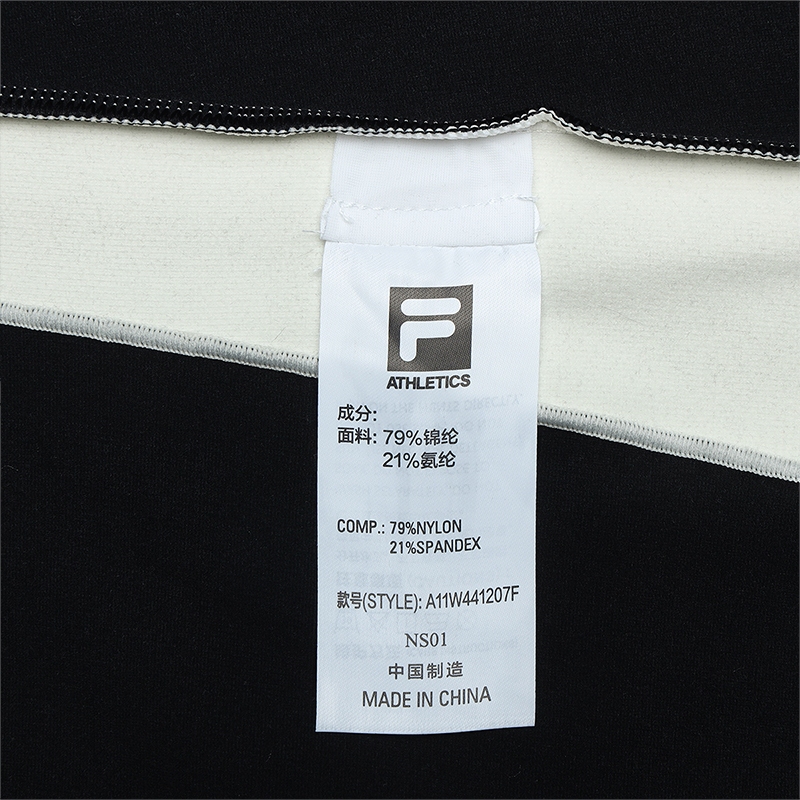 F
ATHLETICS
成分:
面料: 79%锦纶
21%氨纶
COMP.: 79%NYLON
21%SPANDEX
款号(STYLE): A11W441207F
NS01
中国制造
MADE IN CHINA